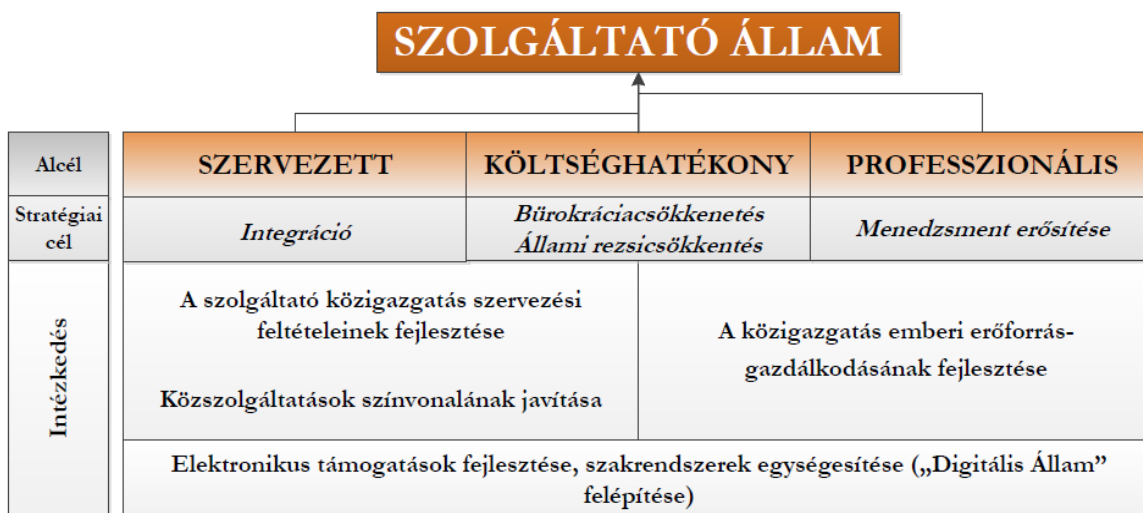 SZOLGÁLTATÓ ÁLLAM
Alcél
SZERVEZETT
KÖLTSÉGHATÉKONY
PROFESSZIONÁLIS
Stratégiai
cél
Integráció
Bürokráciacsökkenetés
Állami rezsicsökkentés
Menedzsment erősítése
Intézkedés
A szolgáltató közigazgatás szervezési
feltételeinek fejlesztése
Közszolgáltatások színvonalának javítása
A közigazgatás emberi erőforrás-
gazdálkodásának fejlesztése
Elektronikus támogatások fejlesztése, szakrendszerek egységesítése („Digitális Állam”
felépítése)